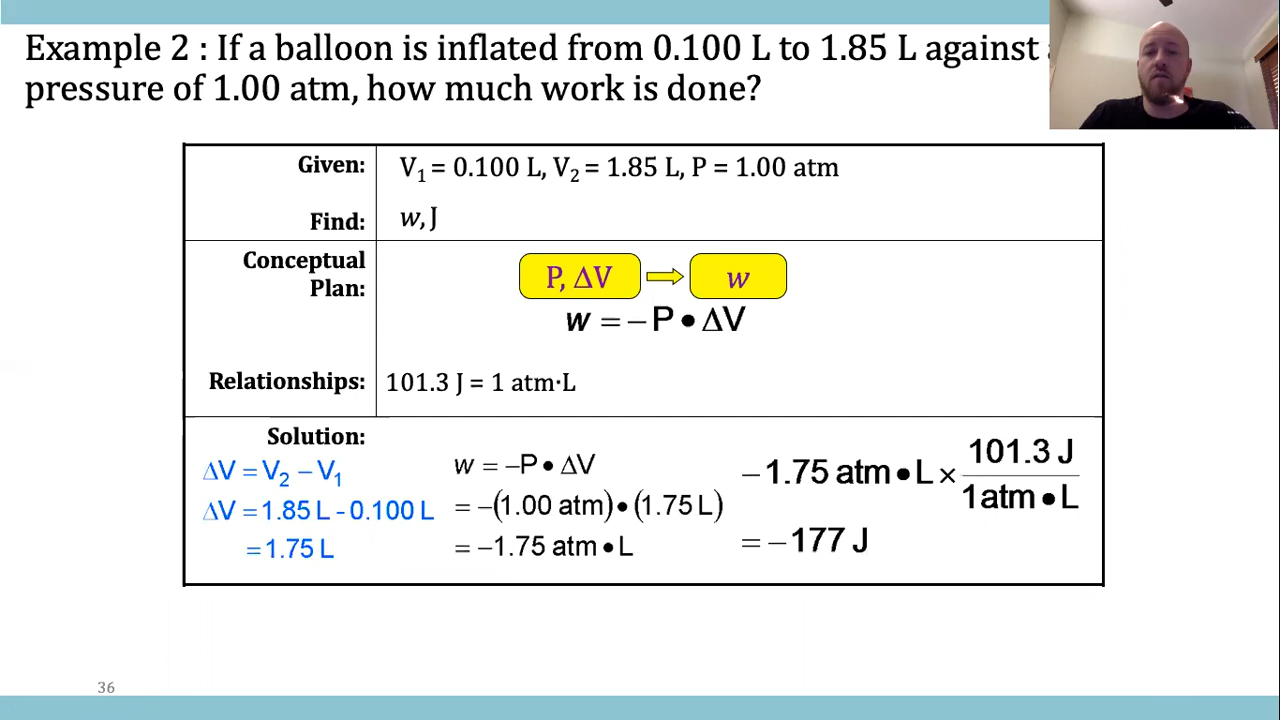 Example 2 : If a balloon is inflated from 0.100 L to 1.85 L against
pressure of 1.00 atm, how much work is done?
Given: V₁ = 0.100 L, V₂ = 1.85 L, P = 1.00 atm
Find: w, J
Conceptual
Plan:
P, ΔV w
w = – P • ΔV
Relationships: 101.3 J = 1 atm·L
Solution:
ΔV = V₂ – V₁
ΔV = 1.85 L - 0.100 L
= 1.75 L
w = –P • ΔV
= –(1.00 atm) • (1.75 L)
= –1.75 atm • L
–1.75 atm • L × 101.3 J / 1 atm • L
= –177 J
36